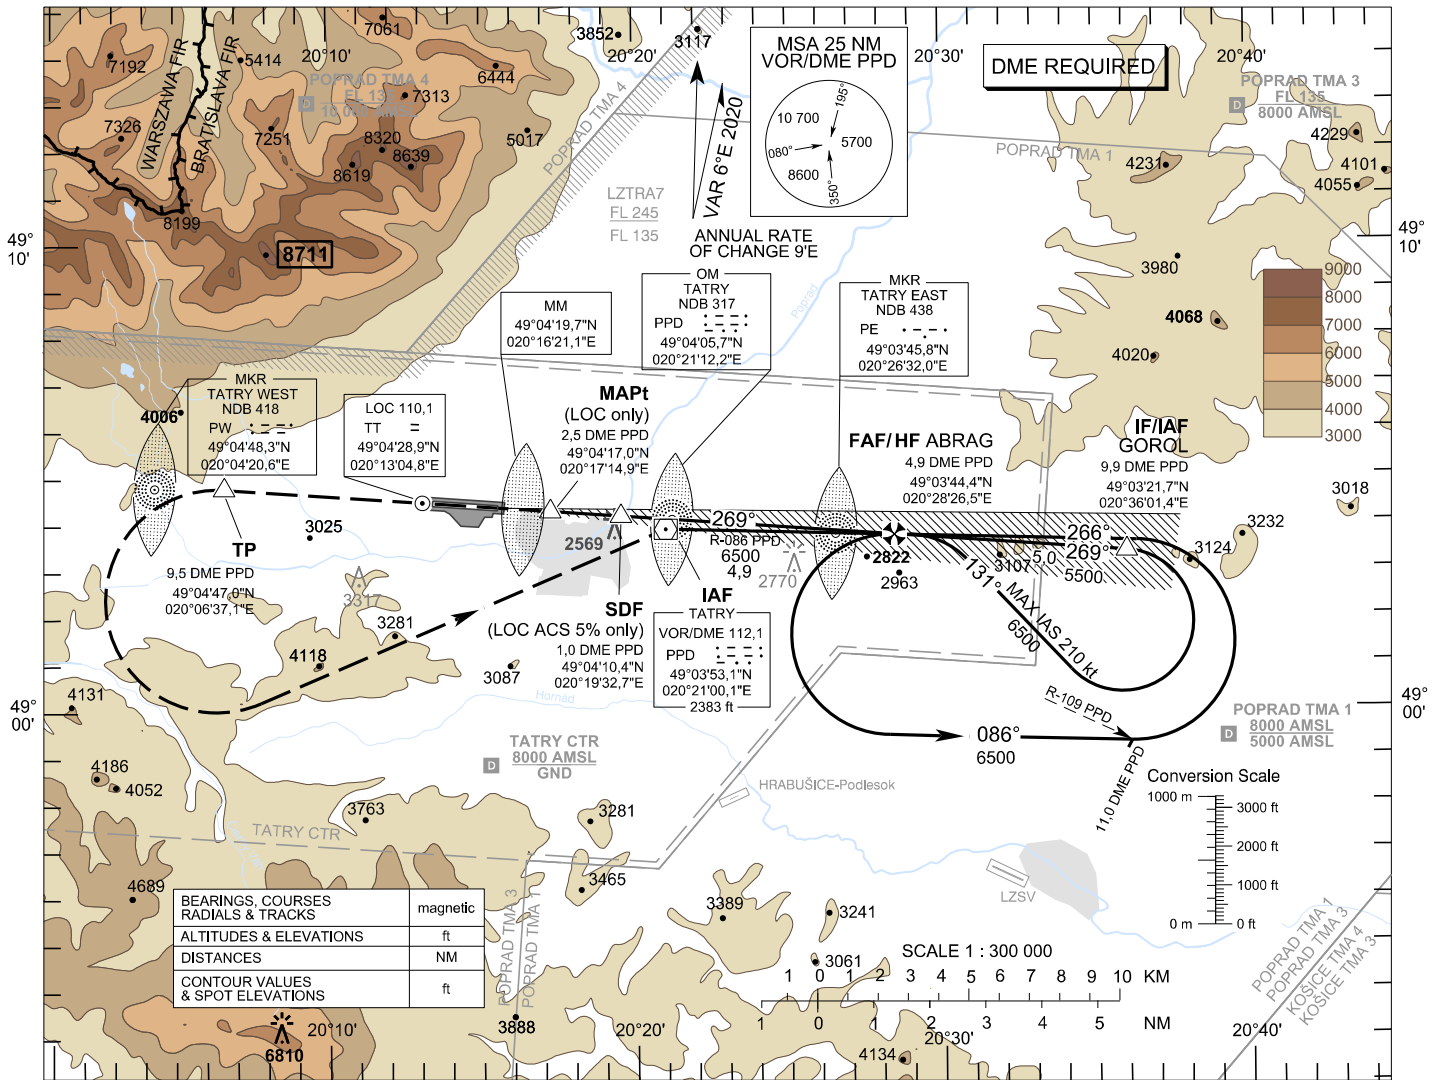 7061
20°10'
3852
20°20'
3117
MSA 25 NM
VOR/DME PPD
195°
10 700
5700
080°
8600
350°
20°30'
DME REQUIRED
20°40'
7192
5414
6444
WARSZAWA FIR
BRATISLAVA FIR
POPRAD TMA 4
FL 135
10 000 AMSL
7313
7326
7251
8320
8639
8619
5017
8199
8711
POPRAD TMA 4
POPRAD TMA 3
FL 135
8000 AMSL
4229
POPRAD TMA 1
4231
4101
4055
LZTRA7
FL 245
FL 135
VAR 6°E 2020
ANNUAL RATE
OF CHANGE 9'E
49°
10'
49°
10'
3980
4068
4020
9000
8000
7000
6000
5000
4000
3000
Poprad
MM
49°04'19,7"N
020°16'21,1"E
OM
TATRY
NDB 317
PPD
49°04'05,7"N
020°21'12,2"E
MKR
TATRY EAST
NDB 438
PE
49°03'45,8"N
020°26'32,0"E
MKR
TATRY WEST
NDB 418
PW
49°04'48,3"N
020°04'20,6"E
4006
LOC 110,1
TT
49°04'28,9"N
020°13'04,8"E
MAPt
(LOC only)
2,5 DME PPD
49°04'17,0"N
020°17'14,9"E
FAF/HF ABRAG
4,9 DME PPD
49°03'44,4"N
020°28'26,5"E
IF/IAF
GOROL
9,9 DME PPD
49°03'21,7"N
020°36'01,4"E
3018
3232
3124
3025
TP
9,5 DME PPD
49°04'47,0"N
020°06'37,1"E
3317
2569
269°
R-086 PPD
6500
4,9
2770
2822
2963
3107
266°
269°
5,0
5500
131°
MAX IAS 210 kt
6500
3281
4118
3087
SDF
(LOC ACS 5% only)
1,0 DME PPD
49°04'10,4"N
020°19'32,7"E
IAF
TATRY
VOR/DME 112,1
PPD
49°03'53,1"N
020°21'00,1"E
2383 ft
Hornád
4131
49°
00'
49°
00'
R-109 PPD
086°
6500
11,0 DME PPD
POPRAD TMA 1
8000 AMSL
5000 AMSL
TATRY CTR
8000 AMSL
GND
4186
4052
3763
TATRY CTR
3281
HRABUŠICE-Podlesok
Conversion Scale
1000 m
3000 ft
2000 ft
1000 ft
0 m
0 ft
4689
3465
3389
3241
LZSV
3061
BEARINGS, COURSES
RADIALS & TRACKS
magnetic
ALTITUDES & ELEVATIONS
ft
DISTANCES
NM
CONTOUR VALUES
& SPOT ELEVATIONS
ft
POPRAD TMA 3
POPRAD TMA 1
3888
SCALE 1 : 300 000
1 0 1 2 3 4 5 6 7 8 9 10 KM
1 0 1 2 3 4 5 NM
POPRAD TMA 1
POPRAD TMA 3
KOŠICE TMA 4
KOŠICE TMA 3
6810
20°10'
20°20'
20°30'
20°40'
4134
D
D
D
D